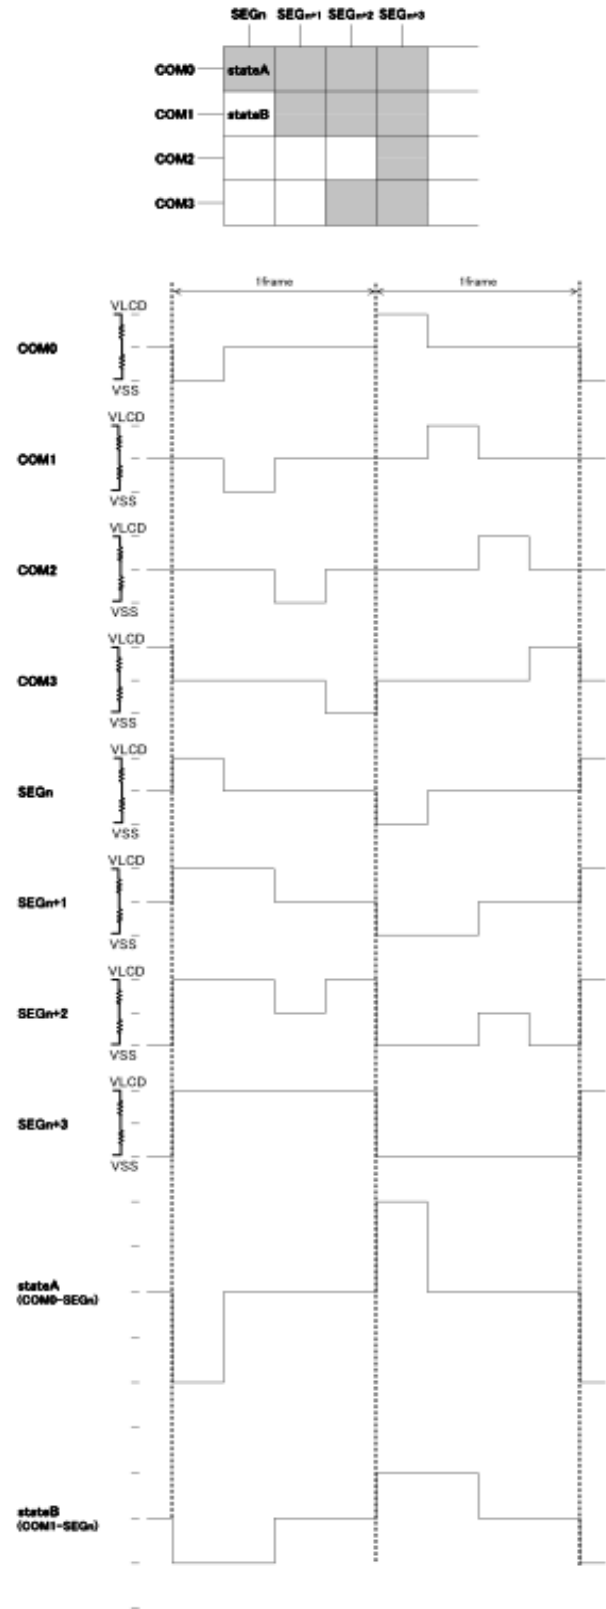 SEGn SEGn+1 SEGn+2 SEGn+3
COM0 stateA
COM1 stateB
COM2
COM3
1frame 1frame
VLCD
COM0
VSS
VLCD
COM1
VSS
VLCD
COM2
VSS
VLCD
COM3
VSS
VLCD
SEGn
VSS
VLCD
SEGn+1
VSS
VLCD
SEGn+2
VSS
VLCD
SEGn+3
VSS
stateA
(COM0-SEGn)
stateB
(COM1-SEGn)